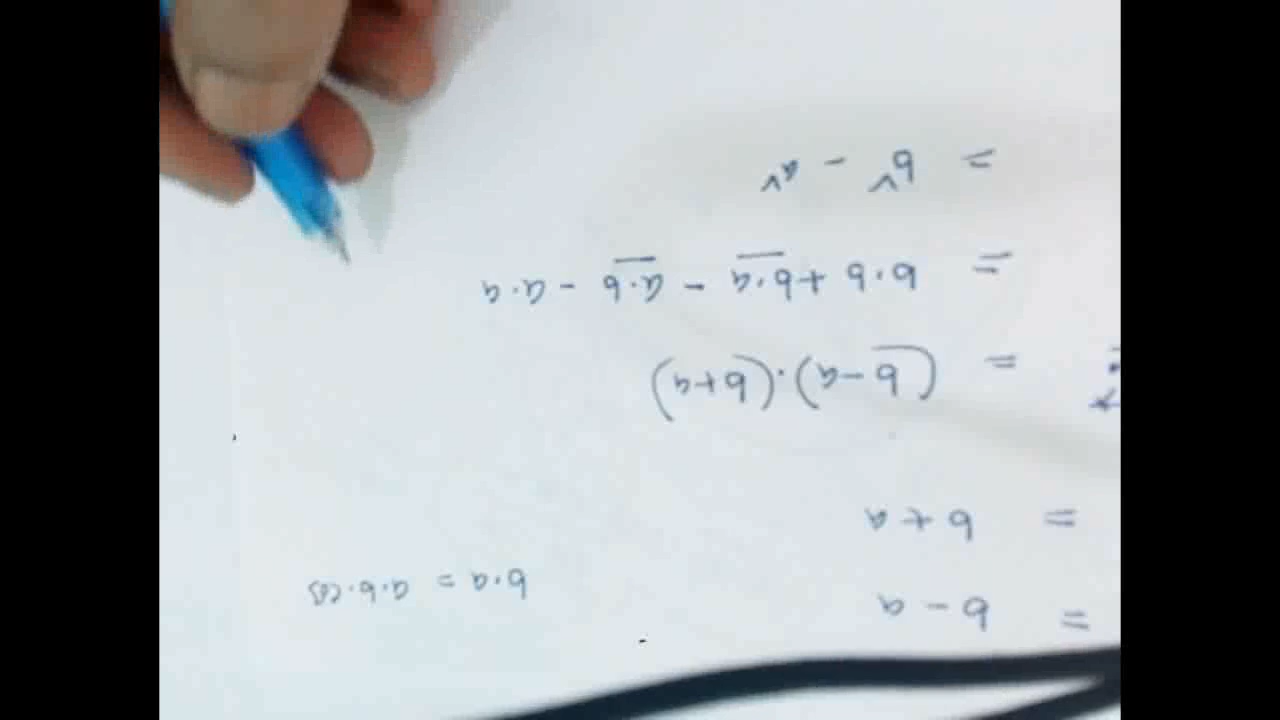 = b - a
b·a = a·b·cos
= b + a
= (b-a)·(b+a)
= b·b + b·a - a·b - a·a
= b² - a²